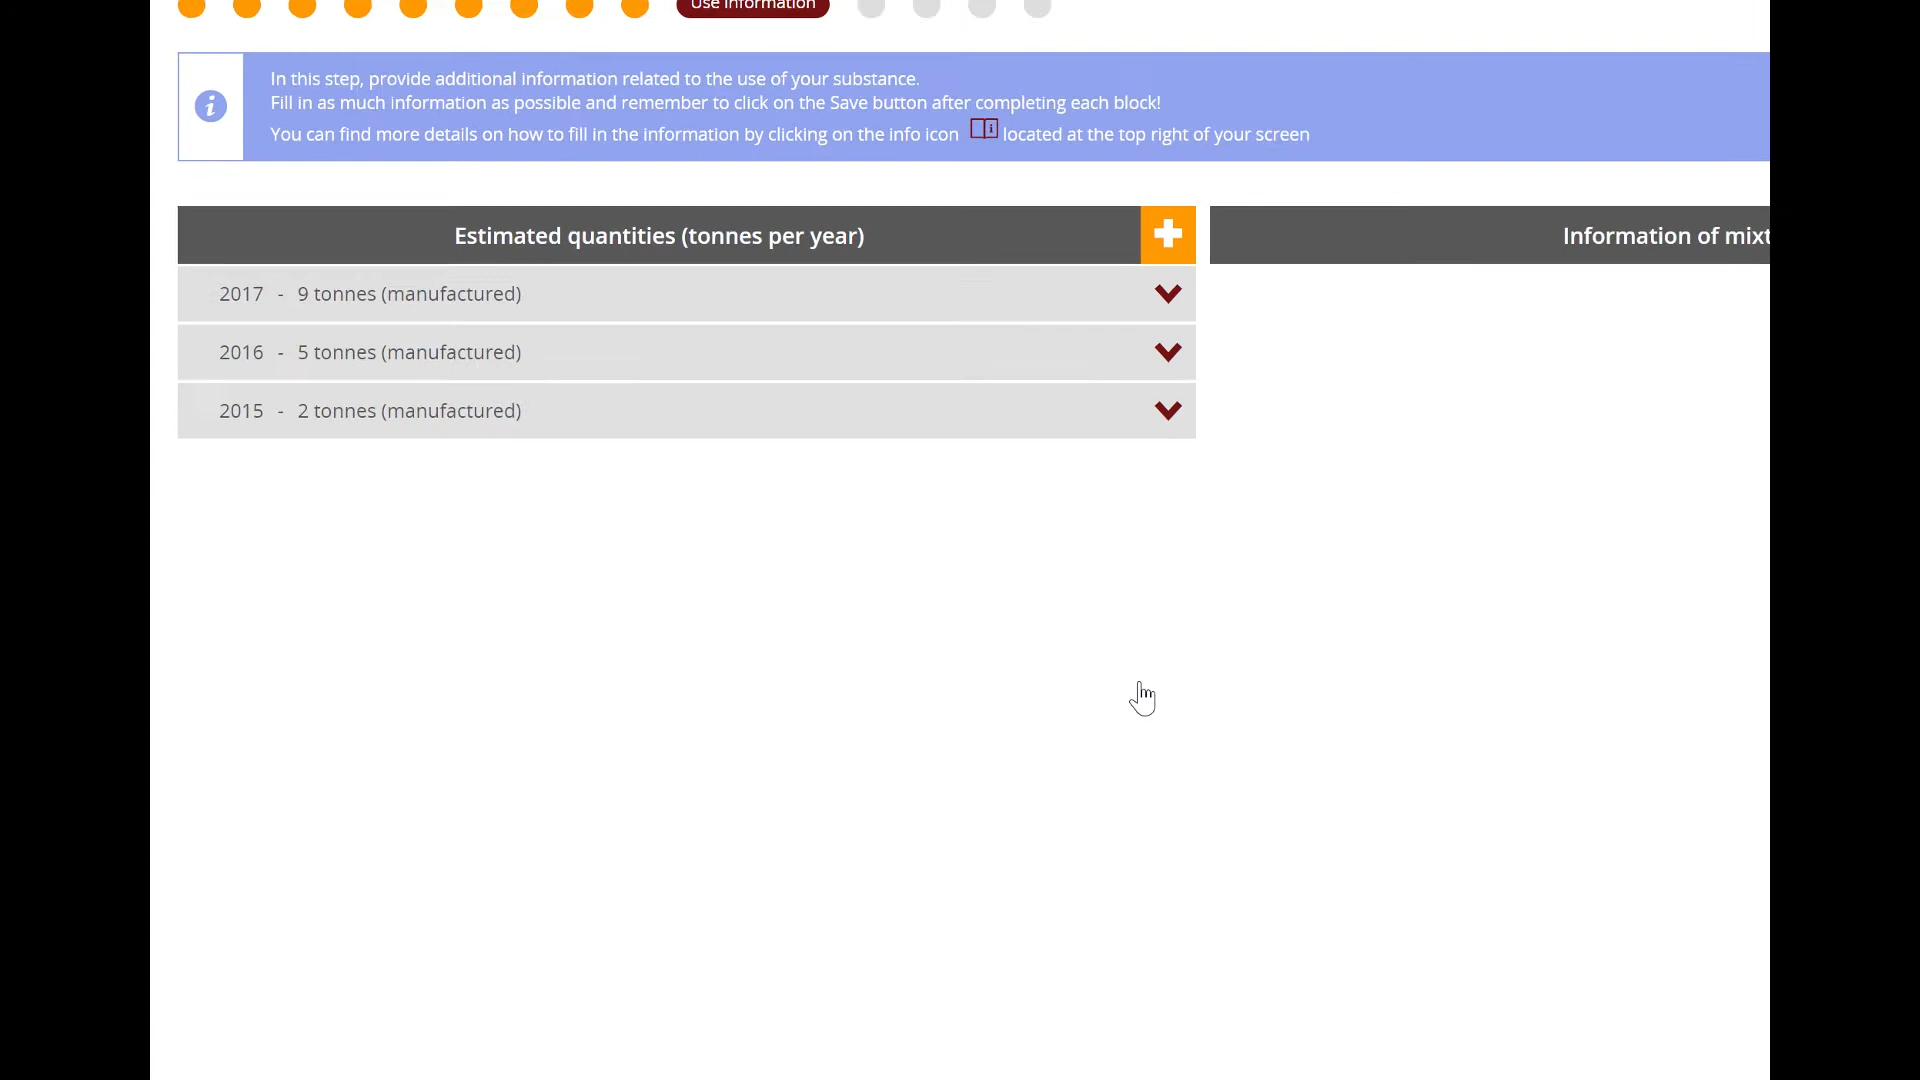 Use information
In this step, provide additional information related to the use of your substance.
Fill in as much information as possible and remember to click on the Save button after completing each block!
You can find more details on how to fill in the information by clicking on the info icon located at the top right of your screen
Estimated quantities (tonnes per year)
2017 - 9 tonnes (manufactured)
2016 - 5 tonnes (manufactured)
2015 - 2 tonnes (manufactured)
Information of mixt